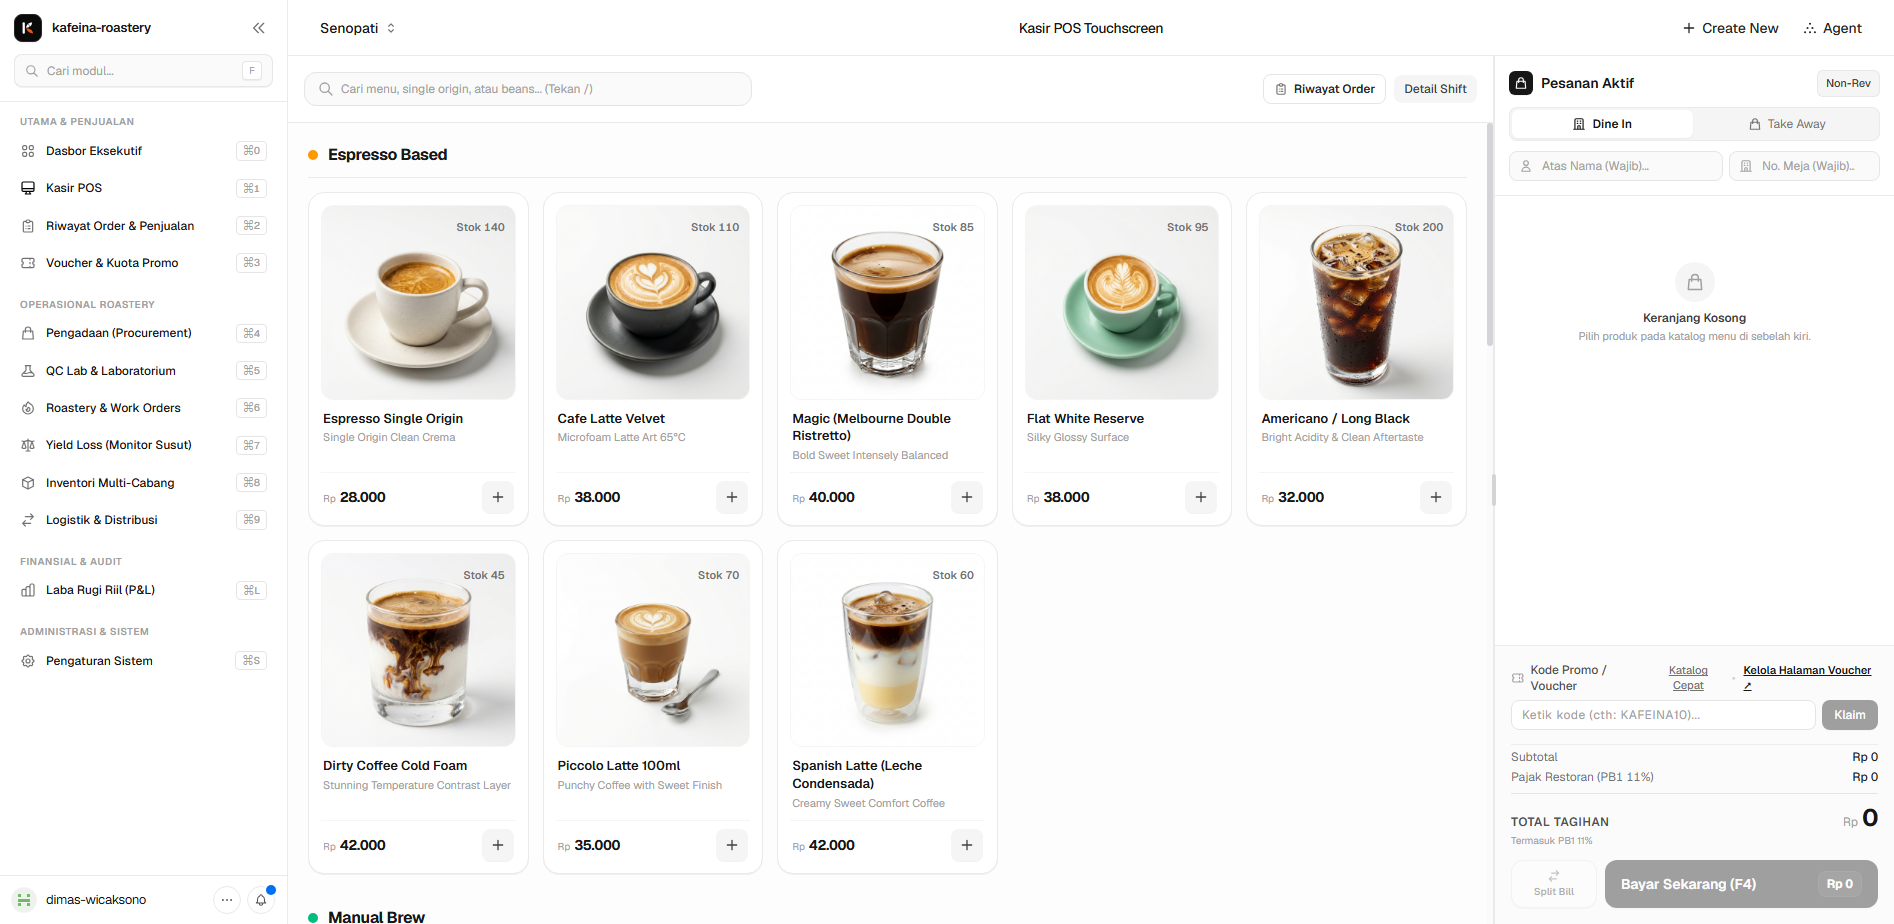 kafeina-roastery
Cari modul...
F
UTAMA & PENJUALAN
Dasbor Eksekutif
⌘0
Kasir POS
⌘1
Riwayat Order & Penjualan
⌘2
Voucher & Kuota Promo
⌘3
OPERASIONAL ROASTERY
Pengadaan (Procurement)
⌘4
QC Lab & Laboratorium
⌘5
Roastery & Work Orders
⌘6
Yield Loss (Monitor Susut)
⌘7
Inventori Multi-Cabang
⌘8
Logistik & Distribusi
⌘9
FINANSIAL & AUDIT
Laba Rugi Riil (P&L)
⌘L
ADMINISTRASI & SISTEM
Pengaturan Sistem
⌘S
dimas-wicaksono
Senopati
Kasir POS Touchscreen
+ Create New
Agent
Cari menu, single origin, atau beans... (Tekan /)
Riwayat Order
Detail Shift
Espresso Based
Stok 140
Espresso Single Origin
Single Origin Clean Crema
Rp 28.000
+
Stok 110
Cafe Latte Velvet
Microfoam Latte Art 65°C
Rp 38.000
+
Stok 85
Magic (Melbourne Double
Ristretto)
Bold Sweet Intensely Balanced
Rp 40.000
+
Stok 95
Flat White Reserve
Silky Glossy Surface
Rp 38.000
+
Stok 200
Americano / Long Black
Bright Acidity & Clean Aftertaste
Rp 32.000
+
Stok 45
Dirty Coffee Cold Foam
Stunning Temperature Contrast Layer
Rp 42.000
+
Stok 70
Piccolo Latte 100ml
Punchy Coffee with Sweet Finish
Rp 35.000
+
Stok 60
Spanish Latte (Leche
Condensada)
Creamy Sweet Comfort Coffee
Rp 42.000
+
Manual Brew
Pesanan Aktif
Non-Rev
Dine In
Take Away
Atas Nama (Wajib)...
No. Meja (Wajib)..
Keranjang Kosong
Pilih produk pada katalog menu di sebelah kiri.
Kode Promo /
Voucher
Katalog
Cepat
Kelola Halaman Voucher
↗
Ketik kode (cth: KAFEINA10)...
Klaim
Subtotal
Rp 0
Pajak Restoran (PB1 11%)
Rp 0
TOTAL TAGIHAN
Rp 0
Termasuk PB1 11%
Split Bill
Bayar Sekarang (F4)
Rp 0